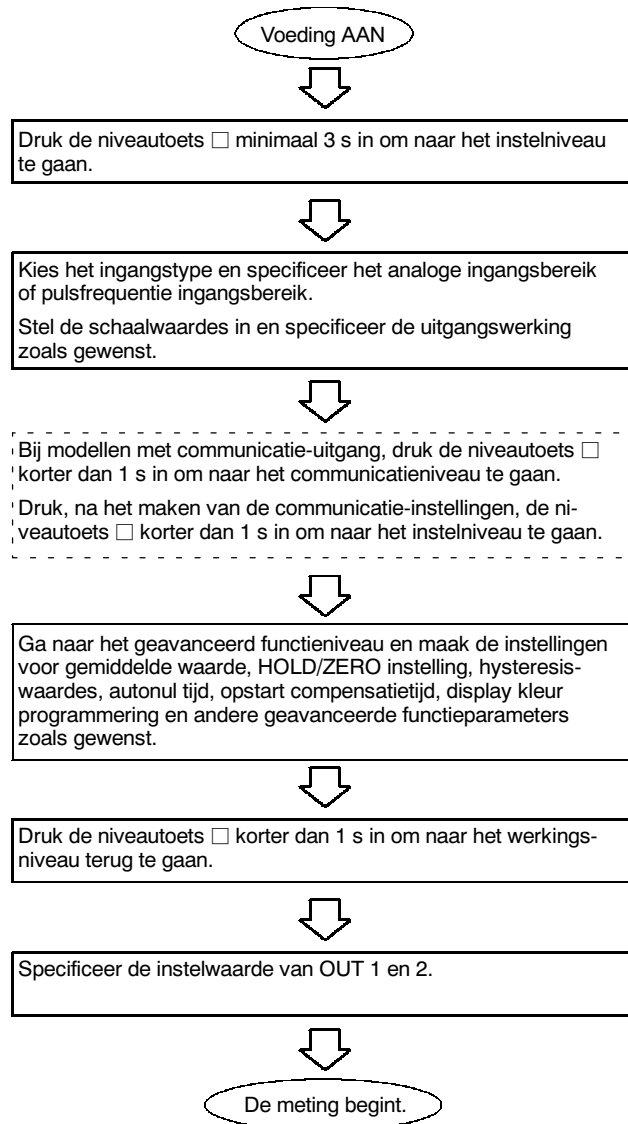 Voeding AAN
Druk de niveautoets □ minimaal 3 s in om naar het instelniveau
te gaan.
Kies het ingangstype en specificeer het analoge ingangsbereik
of pulsfrequentie ingangsbereik.
Stel de schaalwaardes in en specificeer de uitgangswerking
zoals gewenst.
Bij modellen met communicatie-uitgang, druk de niveautoets □
korter dan 1 s in om naar het communicatieniveau te gaan.
Druk, na het maken van de communicatie-instellingen, de ni-
veautoets □ korter dan 1 s in om naar het instelniveau te gaan.
Ga naar het geavanceerd functieniveau en maak de instellingen
voor gemiddelde waarde, HOLD/ZERO instelling, hysteresis-
waardes, autonul tijd, opstart compensatietijd, display kleur
programmering en andere geavanceerde functieparameters
zoals gewenst.
Druk de niveautoets □ korter dan 1 s in om naar het werkings-
niveau terug te gaan.
Specificeer de instelwaarde van OUT 1 en 2.
De meting begint.